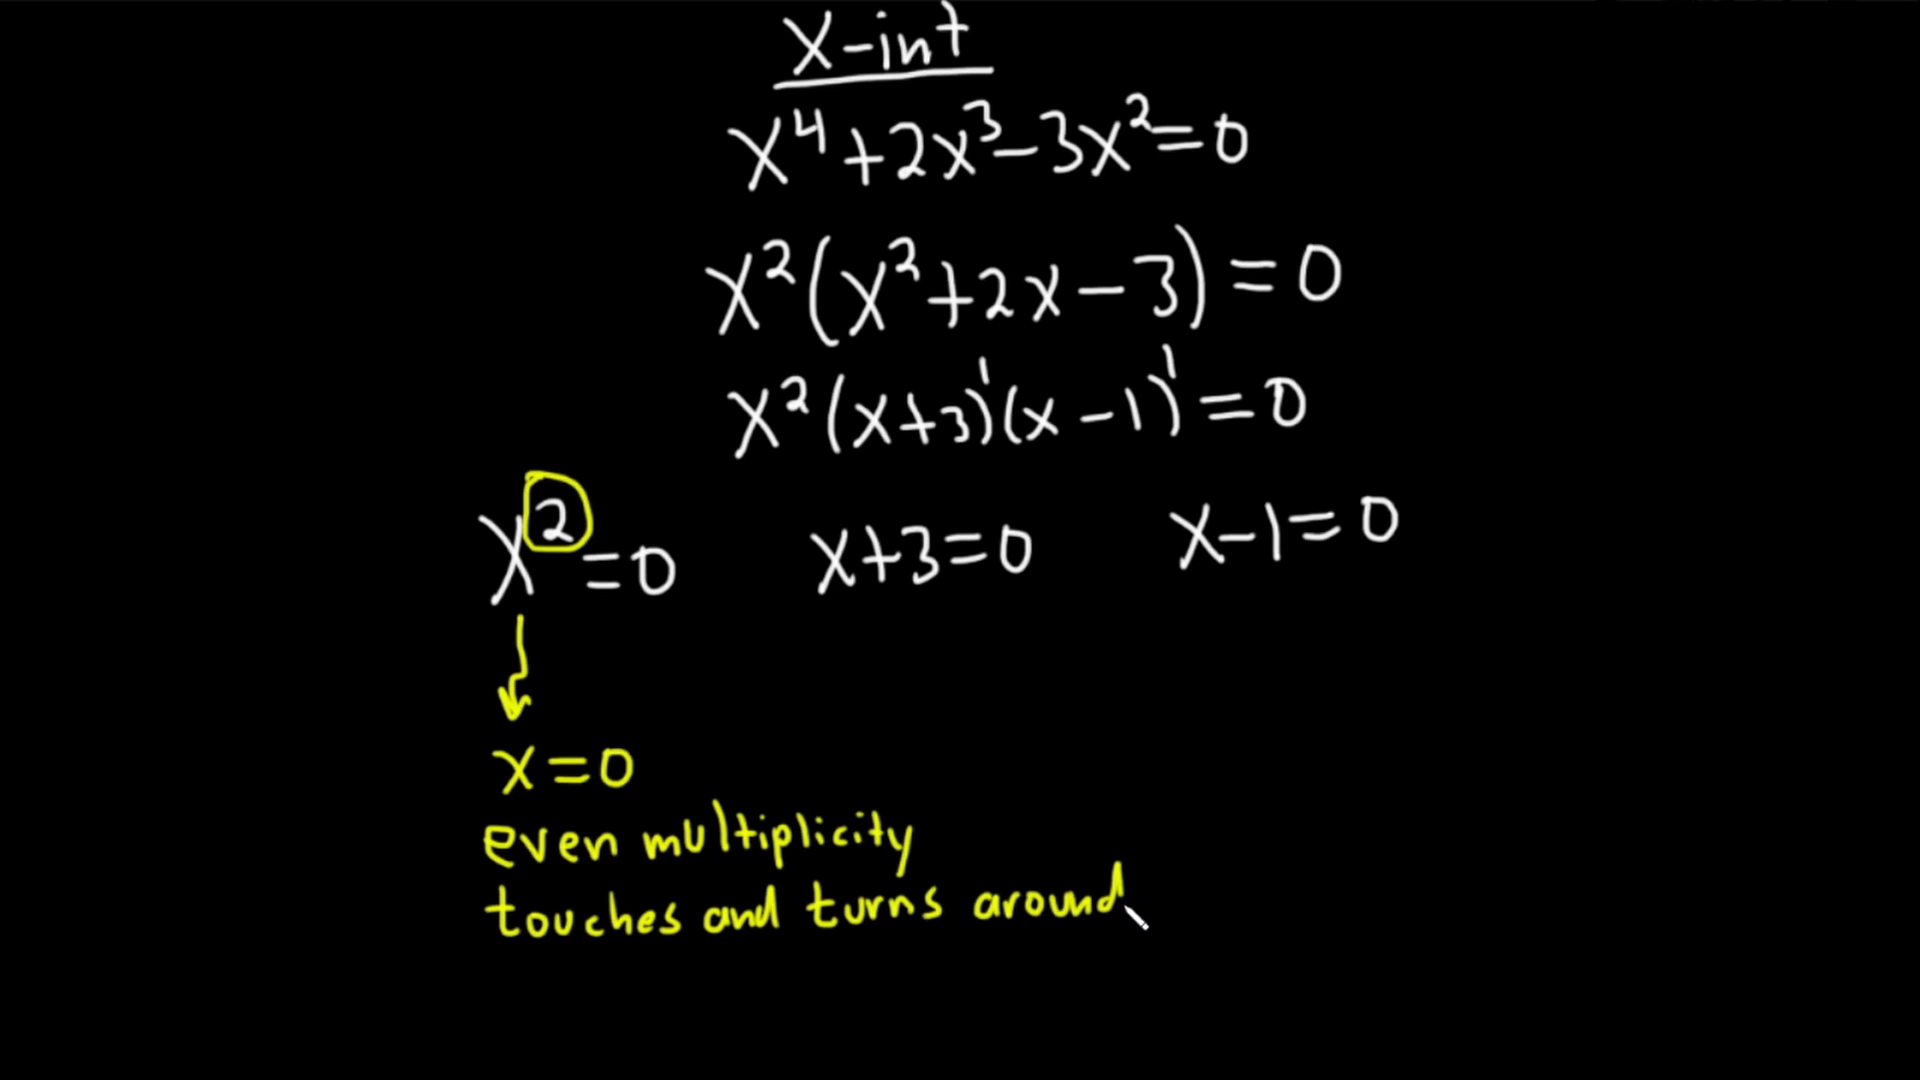 x-int
x⁴+2x³-3x²=0
x²(x²+2x-3)=0
x²(x+3)¹(x-1)¹=0
x²=0 x+3=0 x-1=0
x=0
even multiplicity
touches and turns around